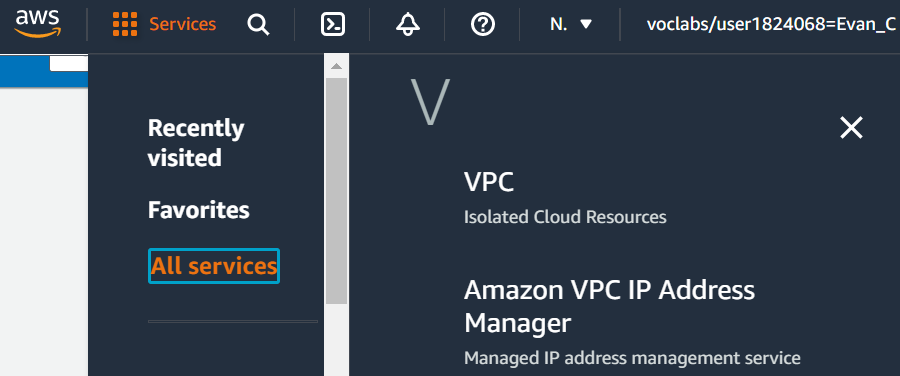 aws
Services
N.
voclabs/user1824068=Evan_C
Recently
visited
Favorites
All services
V
VPC
Isolated Cloud Resources
Amazon VPC IP Address
Manager
Managed IP address management service